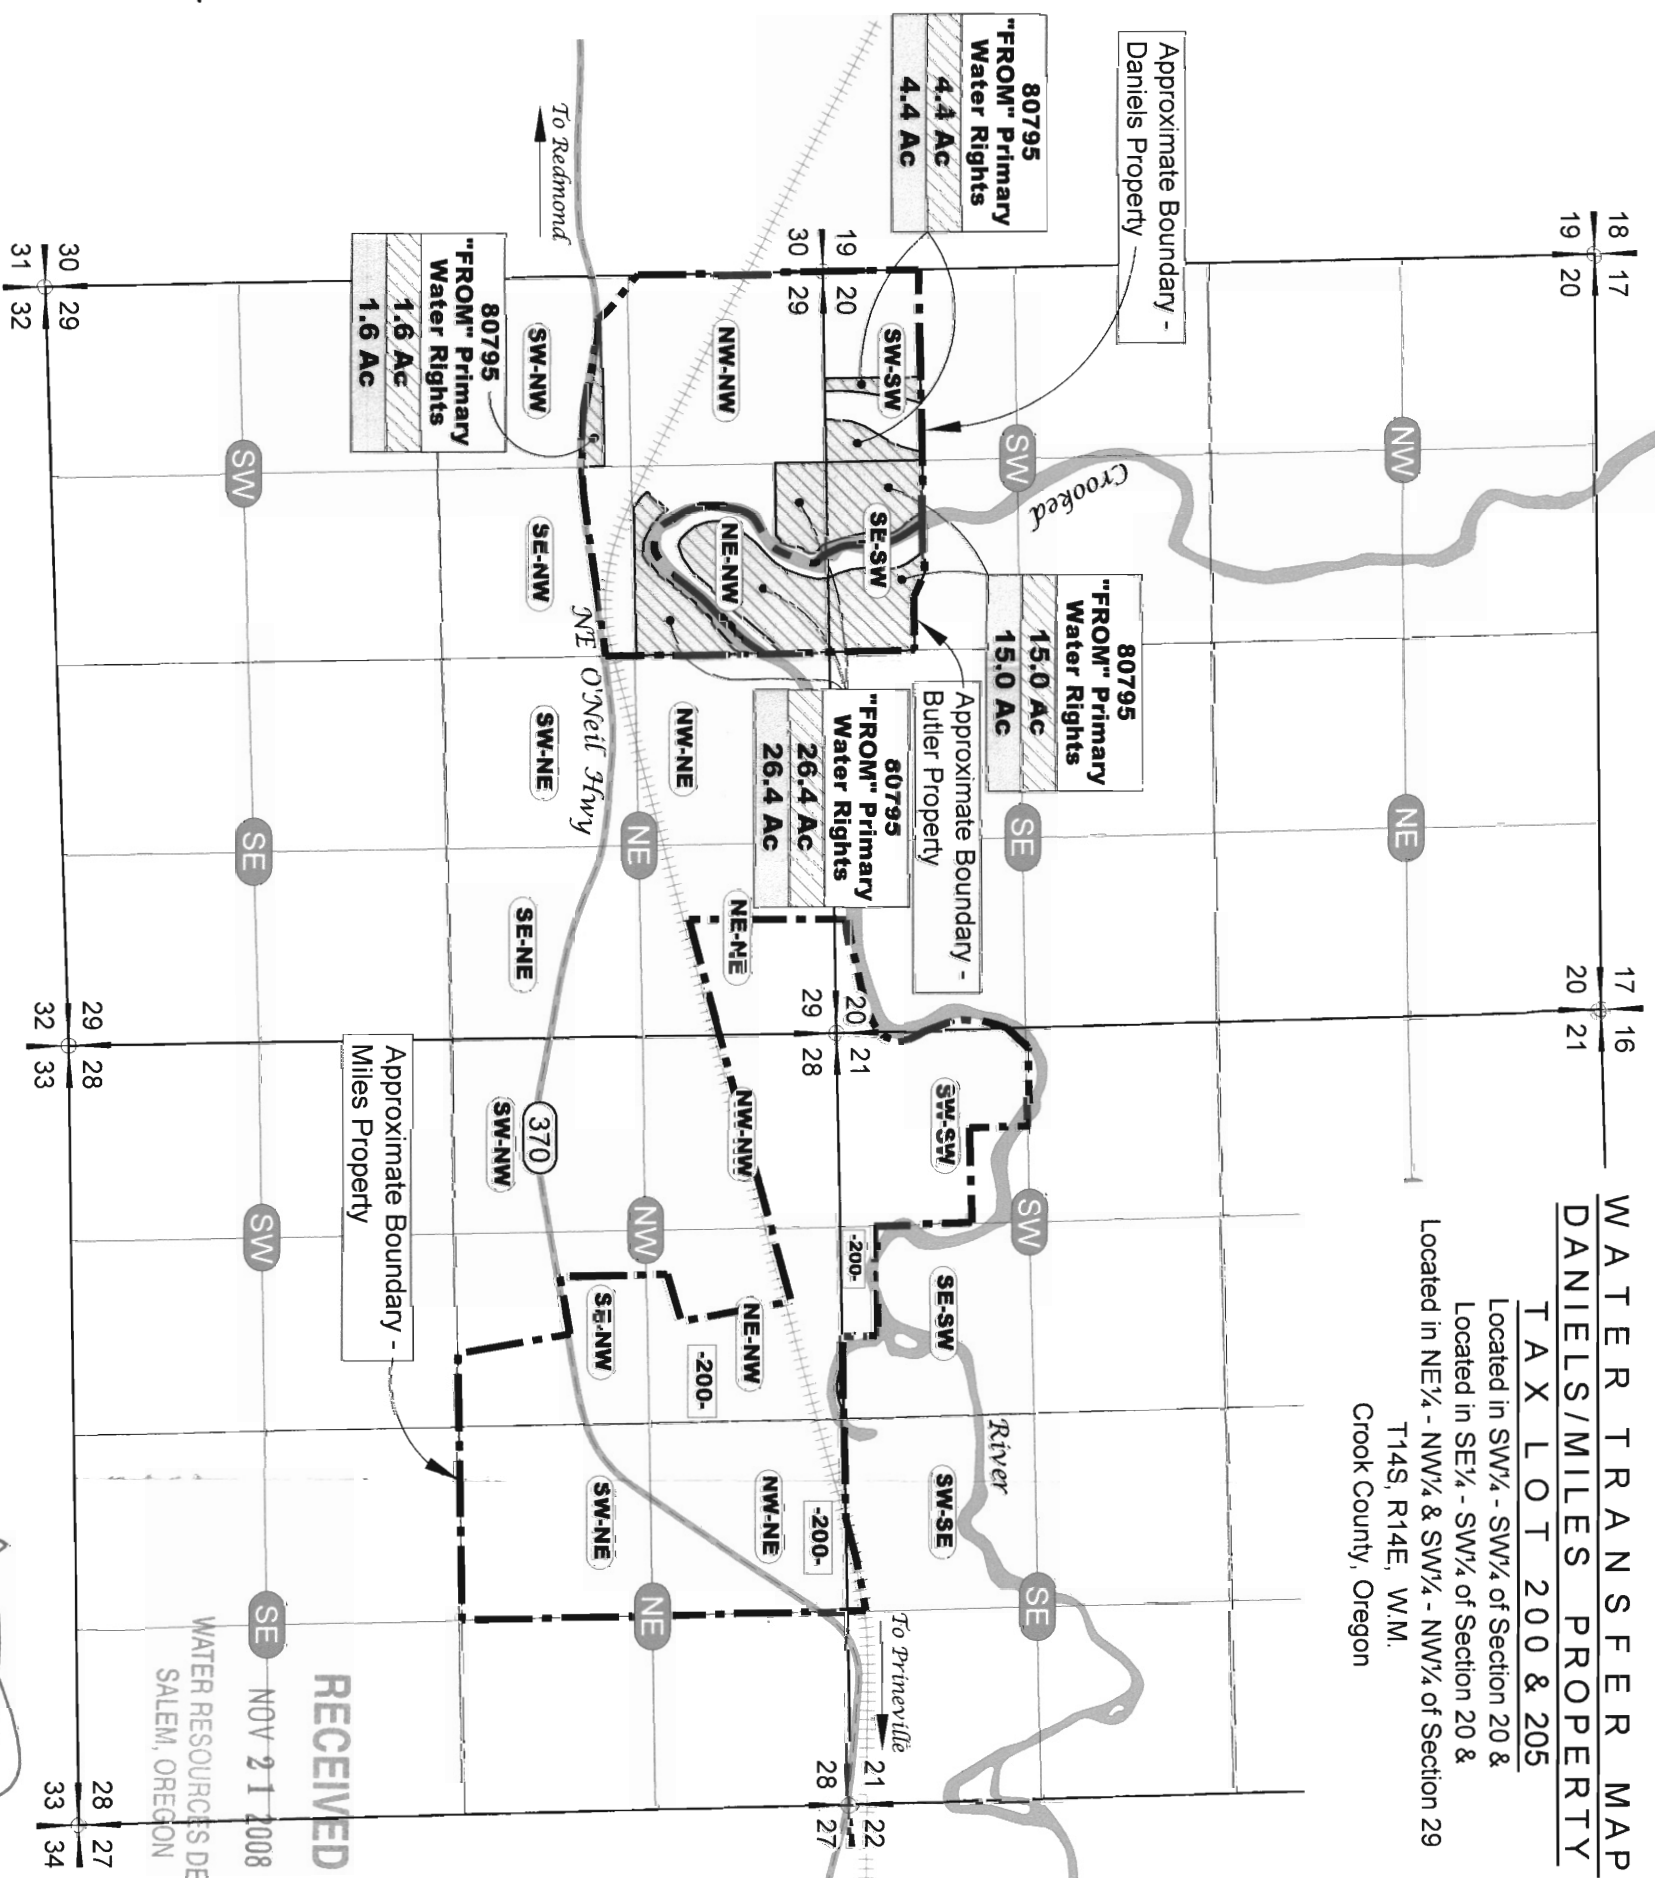 WATER TRANSFER MAP
DANIELS/MILES PROPERTY
TAX LOT 200 & 205
Located in SW¼ - SW¼ of Section 20 &
Located in SE¼ - SW¼ of Section 20 &
Located in NE¼ - NW¼ & SW¼ - NW¼ of Section 29
T14S, R14E, W.M.
Crook County, Oregon
18 17
19 20
17 16
20 21
NW
NE
Approximate Boundary -
Daniels Property
80795
"FROM" Primary
Water Rights
4.4 Ac
4.4 Ac
SW
SE
SW
SE
Crooked
River
80795
"FROM" Primary
Water Rights
15.0 Ac
15.0 Ac
Approximate Boundary -
Butler Property
19 20
30 29
SW-SW
SE-SW
SW-SW
SE-SW
SW-SE
80795
"FROM" Primary
Water Rights
26.4 Ac
26.4 Ac
20 21
29 28
21 22
28 27
-200-
-200-
-200-
To Prineville
NW-NW
NE-NW
NW-NE
NE-NE
NW-NW
NE-NW
NW-NE
NE
NW
NE
To Redmond
NE O'Neil Hwy
370
SW-NW
SE-NW
SW-NE
SE-NE
SW-NW
SE-NW
SW-NE
80795
"FROM" Primary
Water Rights
1.6 Ac
1.6 Ac
Approximate Boundary -
Miles Property
SW
SE
SW
SE
30 29
31 32
29 28
32 33
28 27
33 34
RECEIVED
NOV 21 2008
WATER RESOURCES DE
SALEM, OREGON